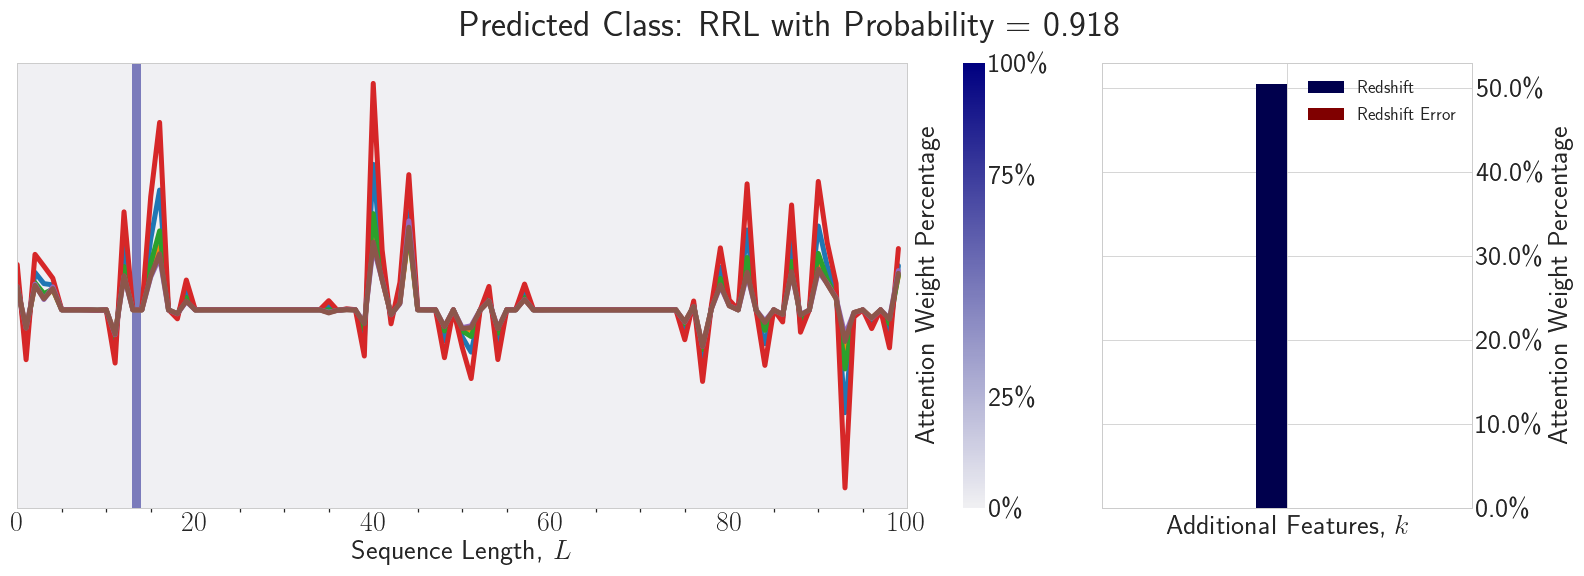 Predicted Class: RRL with Probability = 0.918
100%
75%
25%
0%
Attention Weight Percentage
0
20
40
60
80
100
Sequence Length, L
Redshift
Redshift Error
50.0%
40.0%
30.0%
20.0%
10.0%
0.0%
Attention Weight Percentage
Additional Features, k